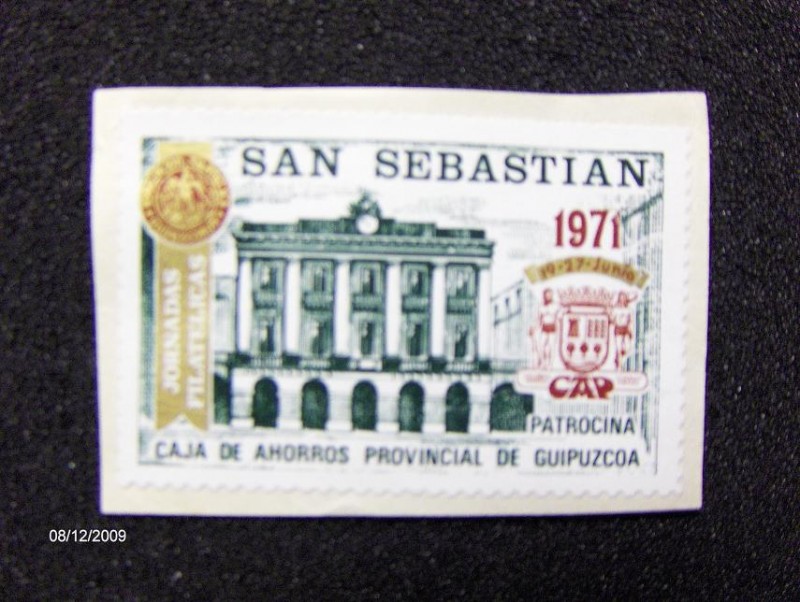 SAN SEBASTIAN
1971
19-27-Junio
CAP
JORNADAS
FILATELICAS
PATROCINA
CAJA DE AHORROS PROVINCIAL DE GUIPUZCOA
08/12/2009